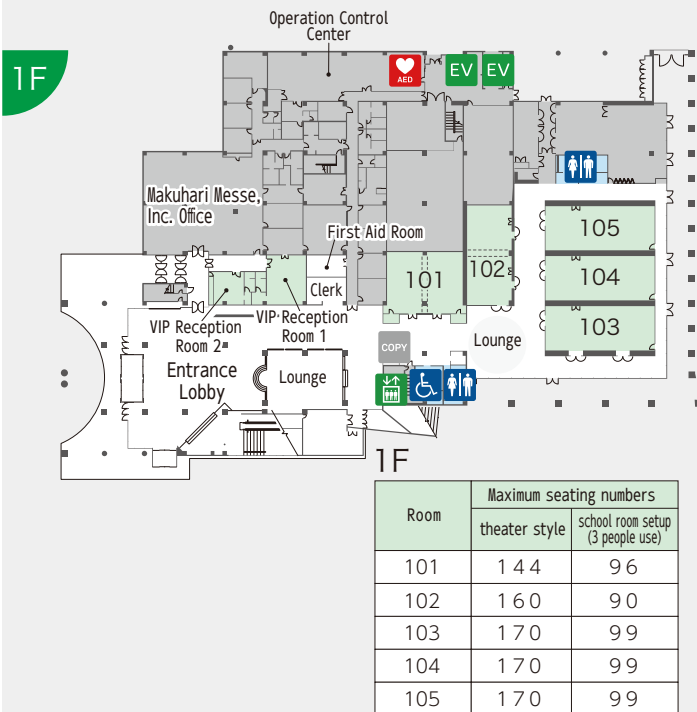 Operation Control
Center
1F
AED
EV
EV
Makuhari Messe,
Inc. Office
First Aid Room
105
101
102
104
Clerk
103
VIP Reception
Room 2
VIP Reception
Room 1
COPY
Lounge
Entrance
Lobby
Lounge
1F
Room
Maximum seating numbers
theater style
school room setup
(3 people use)
101 144 96
102 160 90
103 170 99
104 170 99
105 170 99